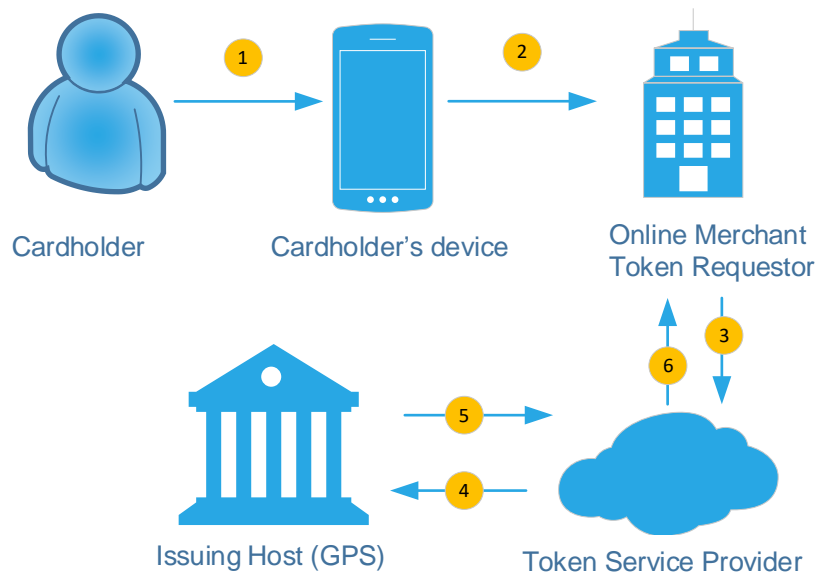 1
2
Cardholder
Cardholder’s device
Online Merchant
Token Requestor
3
6
5
4
Issuing Host (GPS)
Token Service Provider